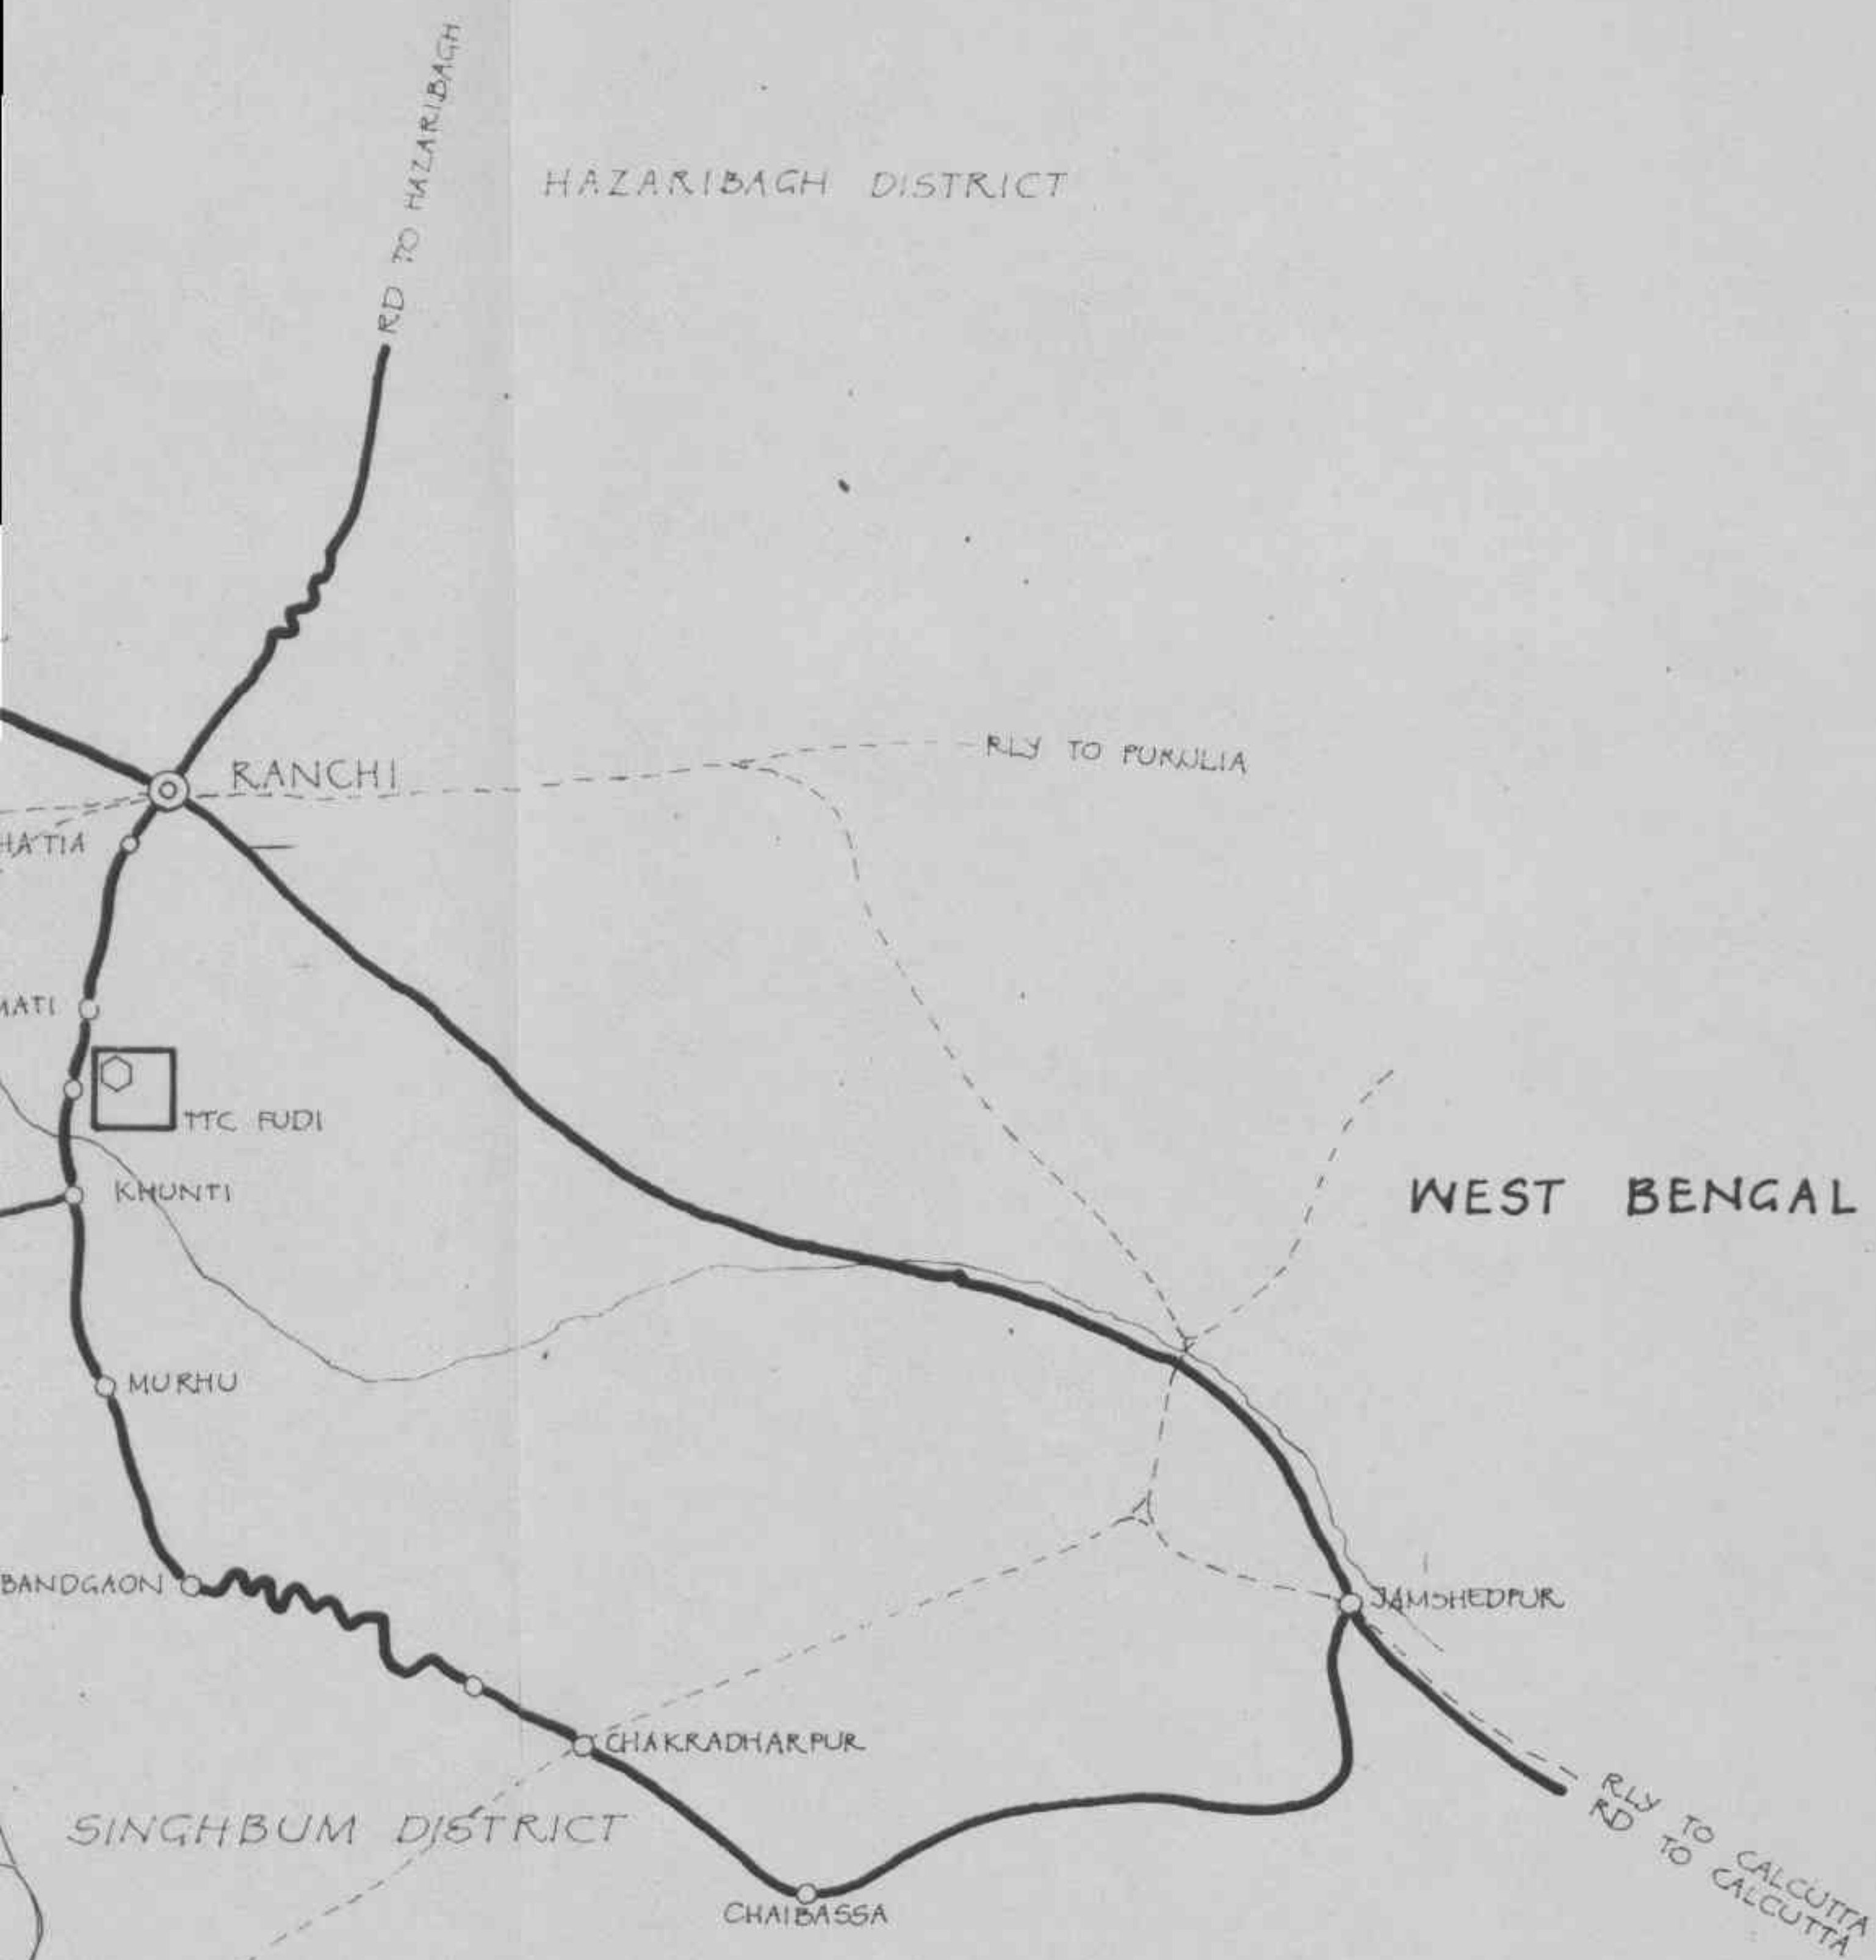 RD TO HAZARIBAGH
HAZARIBAGH DISTRICT
RLY TO PURULIA
RANCHI
HATIA
MATI
TTC FUDI
KHUNTI
WEST BENGAL
MURHU
BANDGAON
JAMSHEDPUR
CHAKRADHARPUR
RLY TO CALCUTTA
RD TO CALCUTTA
SINGHBUM DISTRICT
CHAIBASSA